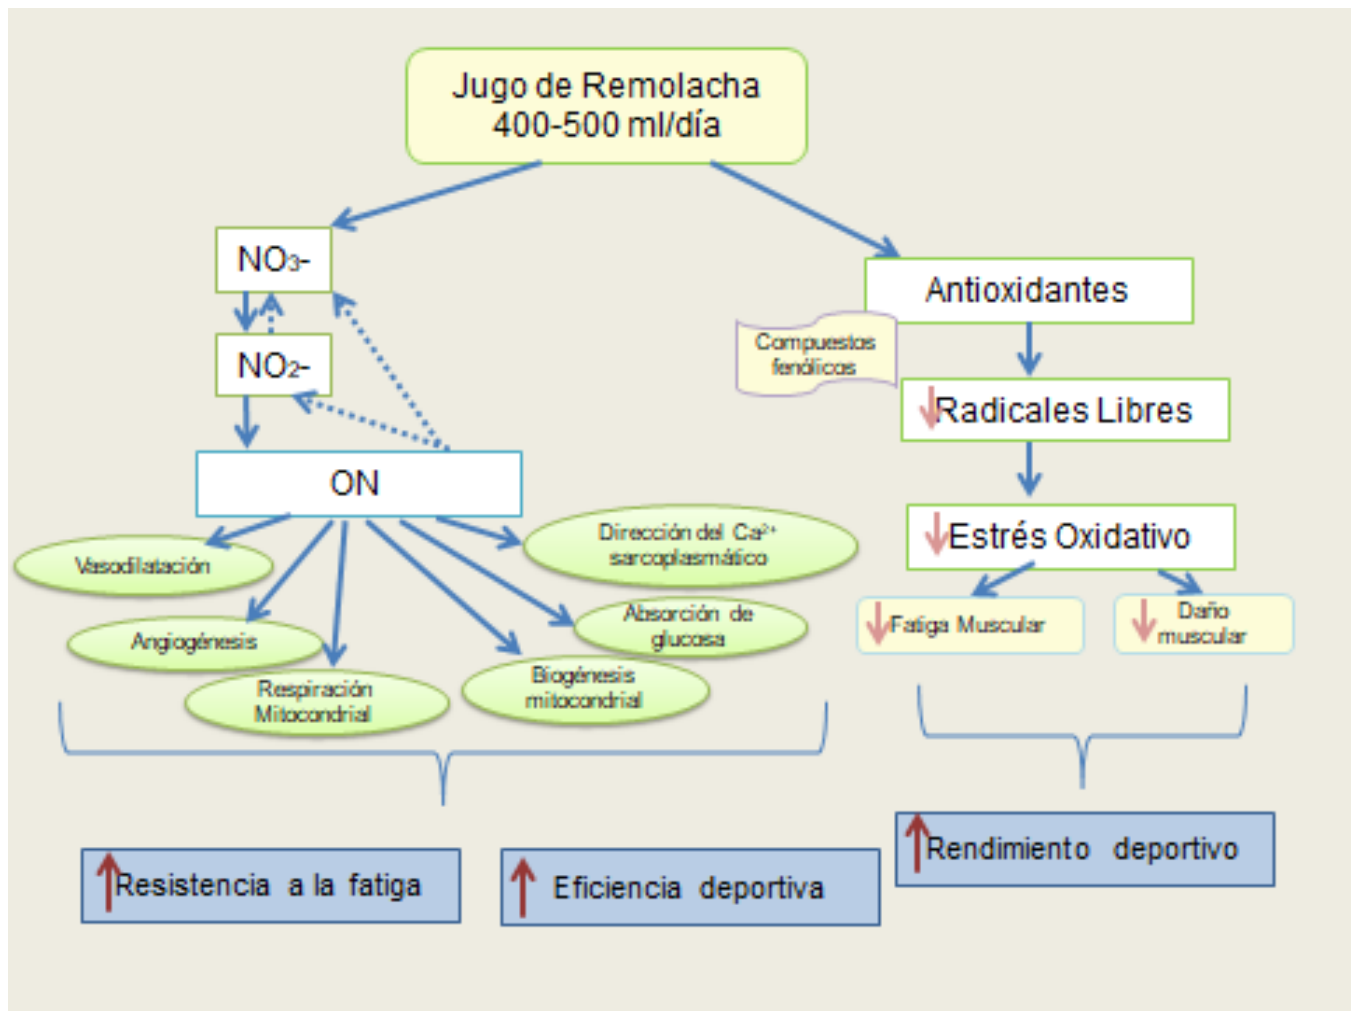 Jugo de Remolacha
400-500 ml/día
NO3-
NO2-
ON
Vasodilatación
Angiogénesis
Respiración
Mitocondrial
Biogénesis
mitocondrial
Absorción de
glucosa
Dirección del Ca²⁺
sarcoplasmático
Antioxidantes
Compuestos
fenólicos
Radicales Libres
Estrés Oxidativo
Fatiga Muscular
Daño
muscular
Resistencia a la fatiga
Eficiencia deportiva
Rendimiento deportivo